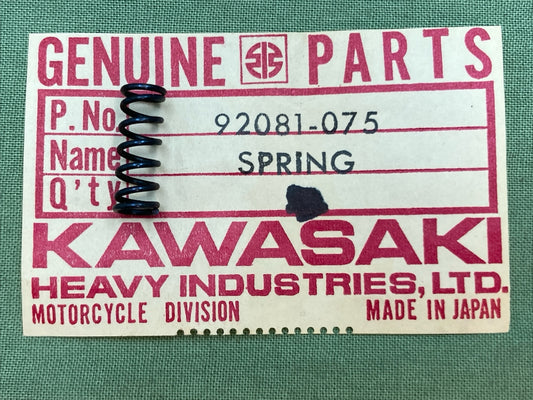 GENUINE PARTS
P. No. 92081-075
Name SPRING
Q'ty
KAWASAKI
HEAVY INDUSTRIES, LTD.
MOTORCYCLE DIVISION MADE IN JAPAN